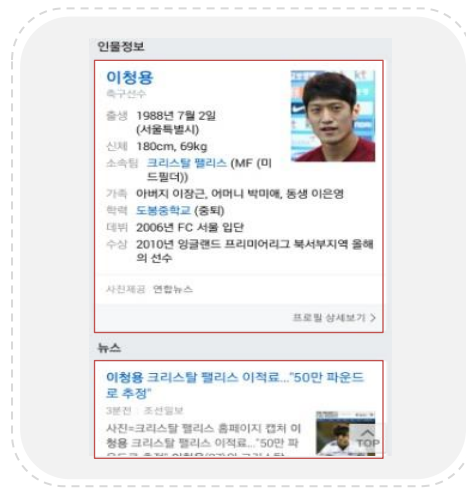 인물정보
이청용
축구선수
출생 1988년 7월 2일
(서울특별시)
신체 180cm, 69kg
소속팀 크리스탈 팰리스 (MF (미
드필더))
가족 아버지 이장근, 어머니 박미애, 동생 이은영
학력 도봉중학교 (중퇴)
데뷔 2006년 FC 서울 입단
수상 2010년 잉글랜드 프리미어리그 북서부지역 올해
의 선수
사진제공 연합뉴스
프로필 상세보기 >
뉴스
이청용 크리스탈 팰리스 이적료..."50만 파운드
로 추정"
3분전 · 조선일보
사진=크리스탈 팰리스 홈페이지 캡처 이
청용 크리스탈 팰리스 이적료..."50만 파
TOP